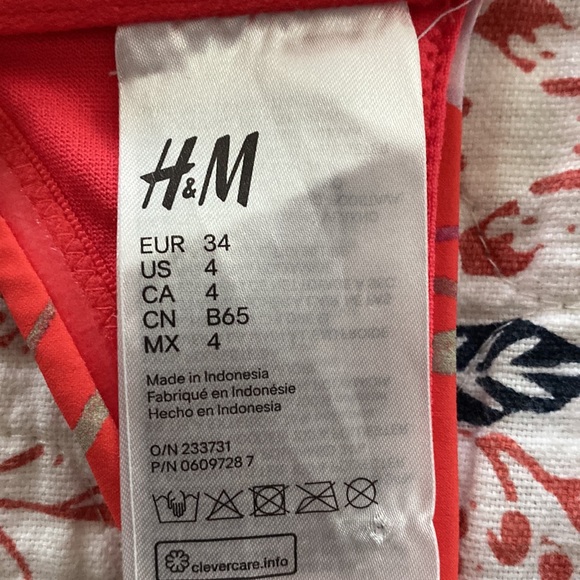 H&M
EUR 34
US 4
CA 4
CN B65
MX 4
Made in Indonesia
Fabriqué en Indonésie
Hecho en Indonesia
O/N 233731
P/N 0609728 7
clevercare.info